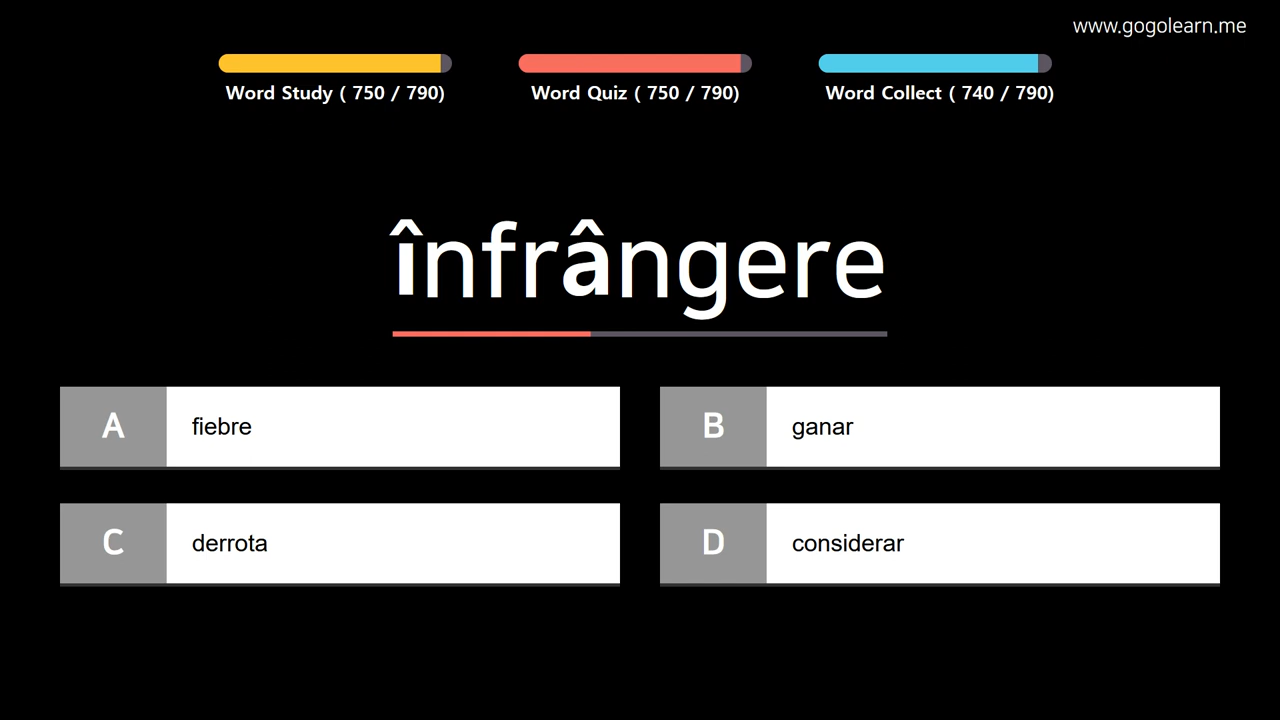 www.gogolearn.me
Word Study ( 750 / 790)
Word Quiz ( 750 / 790)
Word Collect ( 740 / 790)
înfrângere
A fiebre
B ganar
C derrota
D considerar